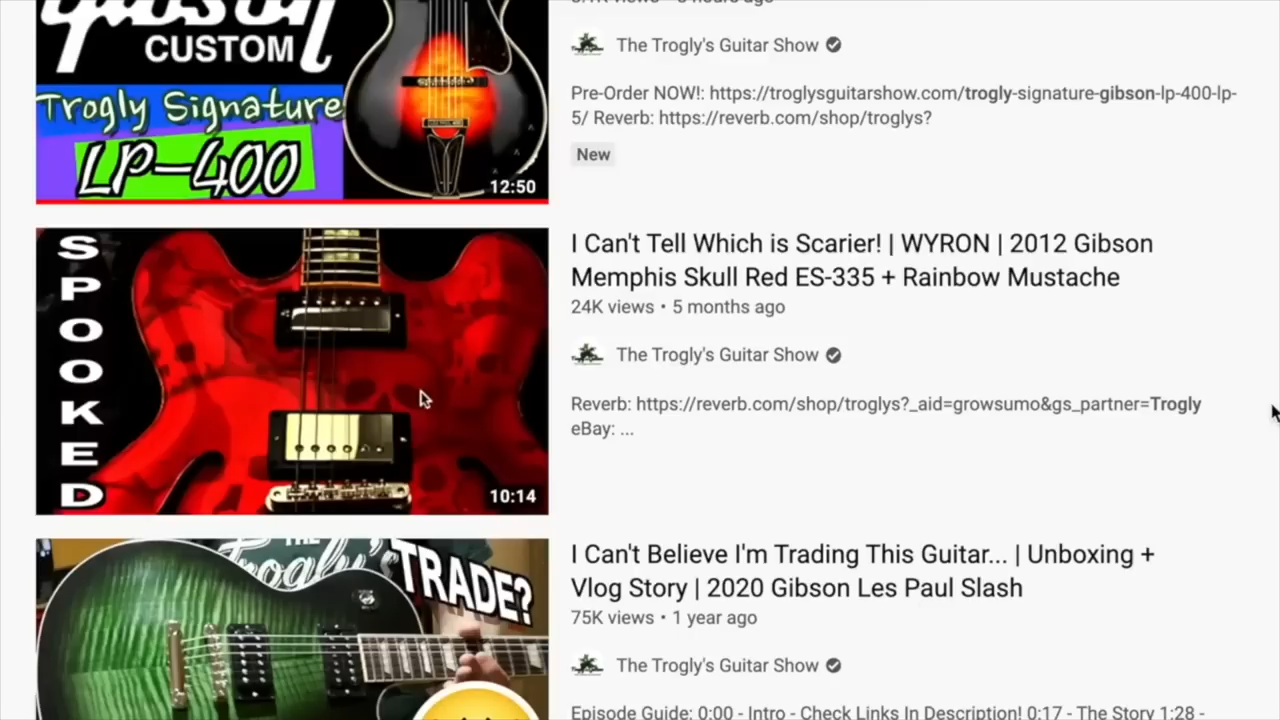 gibson
CUSTOM
Trogly Signature
LP-400
12:50
The Trogly's Guitar Show
Pre-Order NOW!: https://troglysguitarshow.com/trogly-signature-gibson-lp-400-lp-
5/ Reverb: https://reverb.com/shop/troglys?
New
SPOOKED
10:14
I Can't Tell Which is Scarier! | WYRON | 2012 Gibson
Memphis Skull Red ES-335 + Rainbow Mustache
24K views • 5 months ago
The Trogly's Guitar Show
Reverb: https://reverb.com/shop/troglys?_aid=growsumo&gs_partner=Trogly
eBay: ...
THE
Trogly's
TRADE?
I Can't Believe I'm Trading This Guitar... | Unboxing +
Vlog Story | 2020 Gibson Les Paul Slash
75K views • 1 year ago
The Trogly's Guitar Show
Episode Guide: 0:00 - Intro - Check Links In Description! 0:17 - The Story 1:28 -